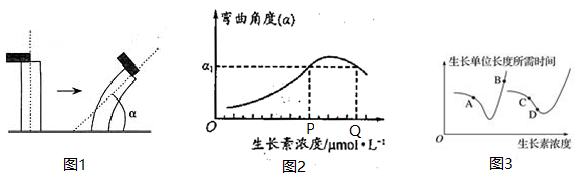 α
图1
弯曲角度(α)
α₁
O
P
Q
生长素浓度/μmol·L⁻¹
图2
生长单位长度所需时间
A
B
C
D
O
生长素浓度
图3